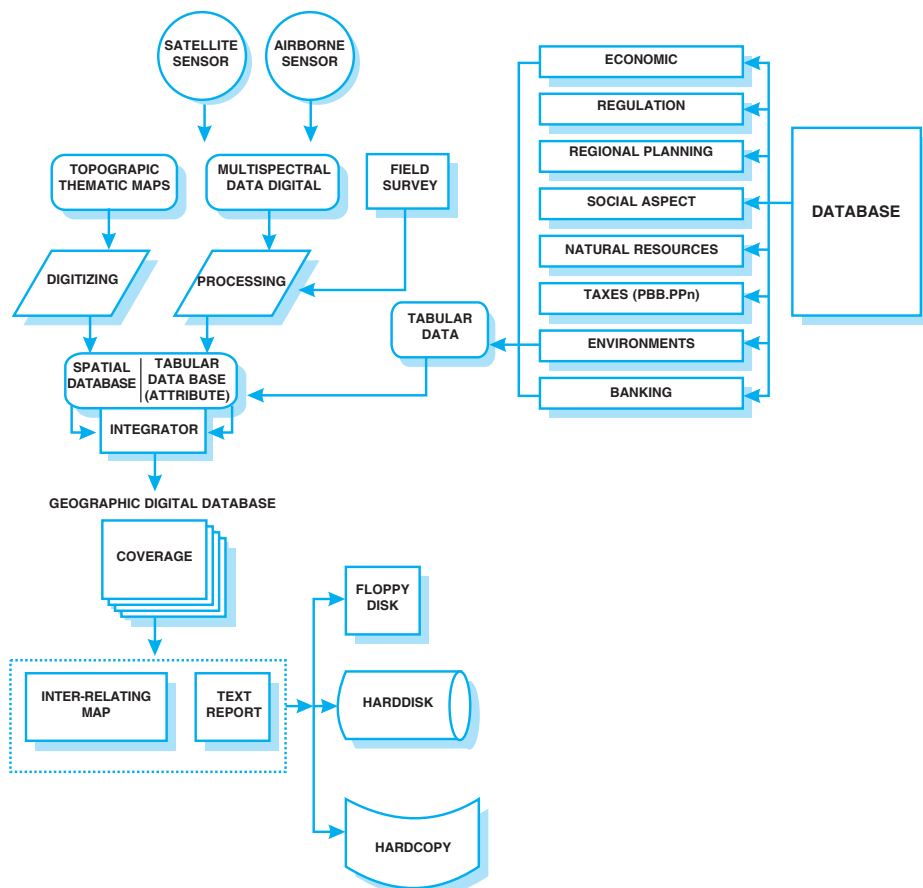 SATELLITE
SENSOR
AIRBORNE
SENSOR
ECONOMIC
REGULATION
REGIONAL PLANNING
SOCIAL ASPECT
NATURAL RESOURCES
TAXES (PBB.PPn)
ENVIRONMENTS
BANKING
DATABASE
TOPOGRAPIC
THEMATIC MAPS
MULTISPECTRAL
DATA DIGITAL
FIELD
SURVEY
DIGITIZING
PROCESSING
TABULAR
DATA
SPATIAL
DATABASE
TABULAR
DATA BASE
(ATTRIBUTE)
INTEGRATOR
GEOGRAPHIC DIGITAL DATABASE
COVERAGE
FLOPPY
DISK
INTER-RELATING
MAP
TEXT
REPORT
HARDDISK
HARDCOPY